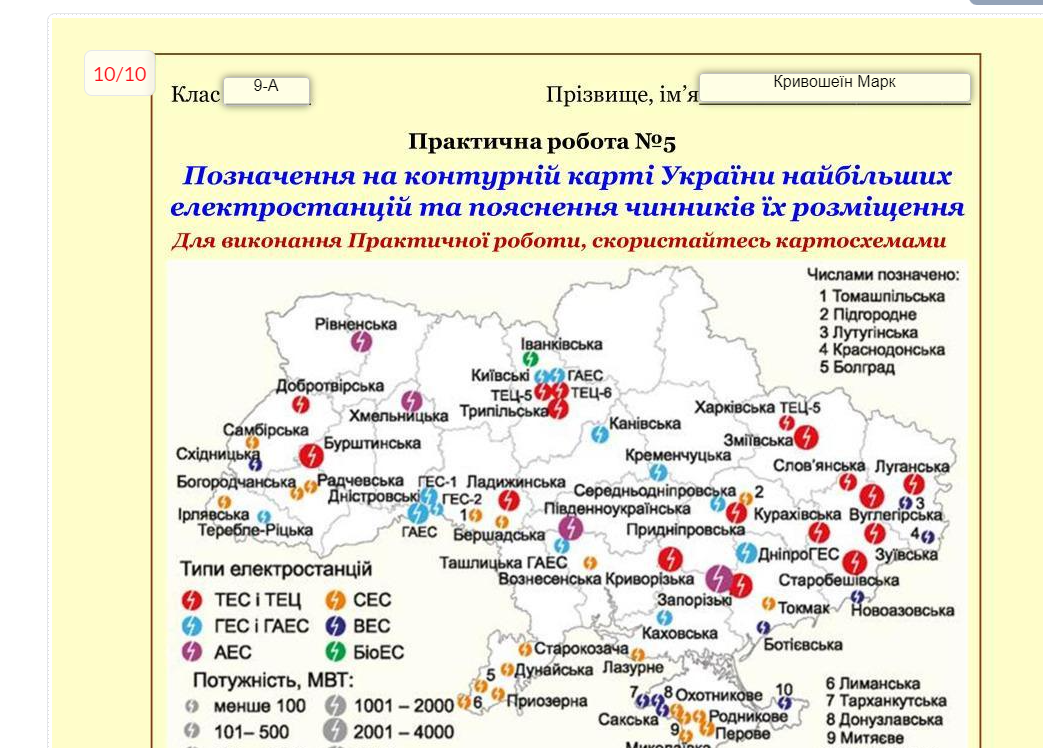 10/10
Клас 9-А Прізвище, ім’я Кривошеїн Марк
Практична робота №5
Позначення на контурній карті України найбільших
електростанцій та пояснення чинників їх розміщення
Для виконання Практичної роботи, скористайтесь картосхемами
Числами позначено:
1 Томашпільська
2 Підгородне
3 Лутугінська
4 Краснодонська
5 Болград
Рівненська
Іванківська
Київські ГАЕС
Добротвірська
ТЕЦ-5 ТЕЦ-6
Хмельницька Трипільська
Харківська ТЕЦ-5
Канівська
Самбірська
Бурштинська
Зміївська
Східницька
Кременчуцька
Слов’янська Луганська
Богородчанська Радчевська ГЕС-1 Ладижинська
Дністровські ГЕС-2
Середньодніпровська 2
Південноукраїнська
3
Ірлявська
1
Курахівська Вуглегірська
Теребле-Ріцька
ГАЕС Бершадська
Придніпровська
4
Ташлицька ГАЕС
ДніпроГЕС Зуївська
Вознесенська Криворізька
Старобешівська
Запорізькі
Токмак Новоазовська
Каховська
Ботієвська
Типи електростанцій
ТЕС і ТЕЦ СЕС
ГЕС і ГАЕС ВЕС
АЕС БіоЕС
Потужність, МВТ:
менше 100 1001 – 2000
101– 500 2001 – 4000
Старокозача
Дунайська Лазурне
5
6 Приозерна
7 8 Охотникове 10
Сакська Родникове
9 Перове
Миколаївка
6 Лиманська
7 Тарханкутська
8 Донузлавська
9 Митяєве